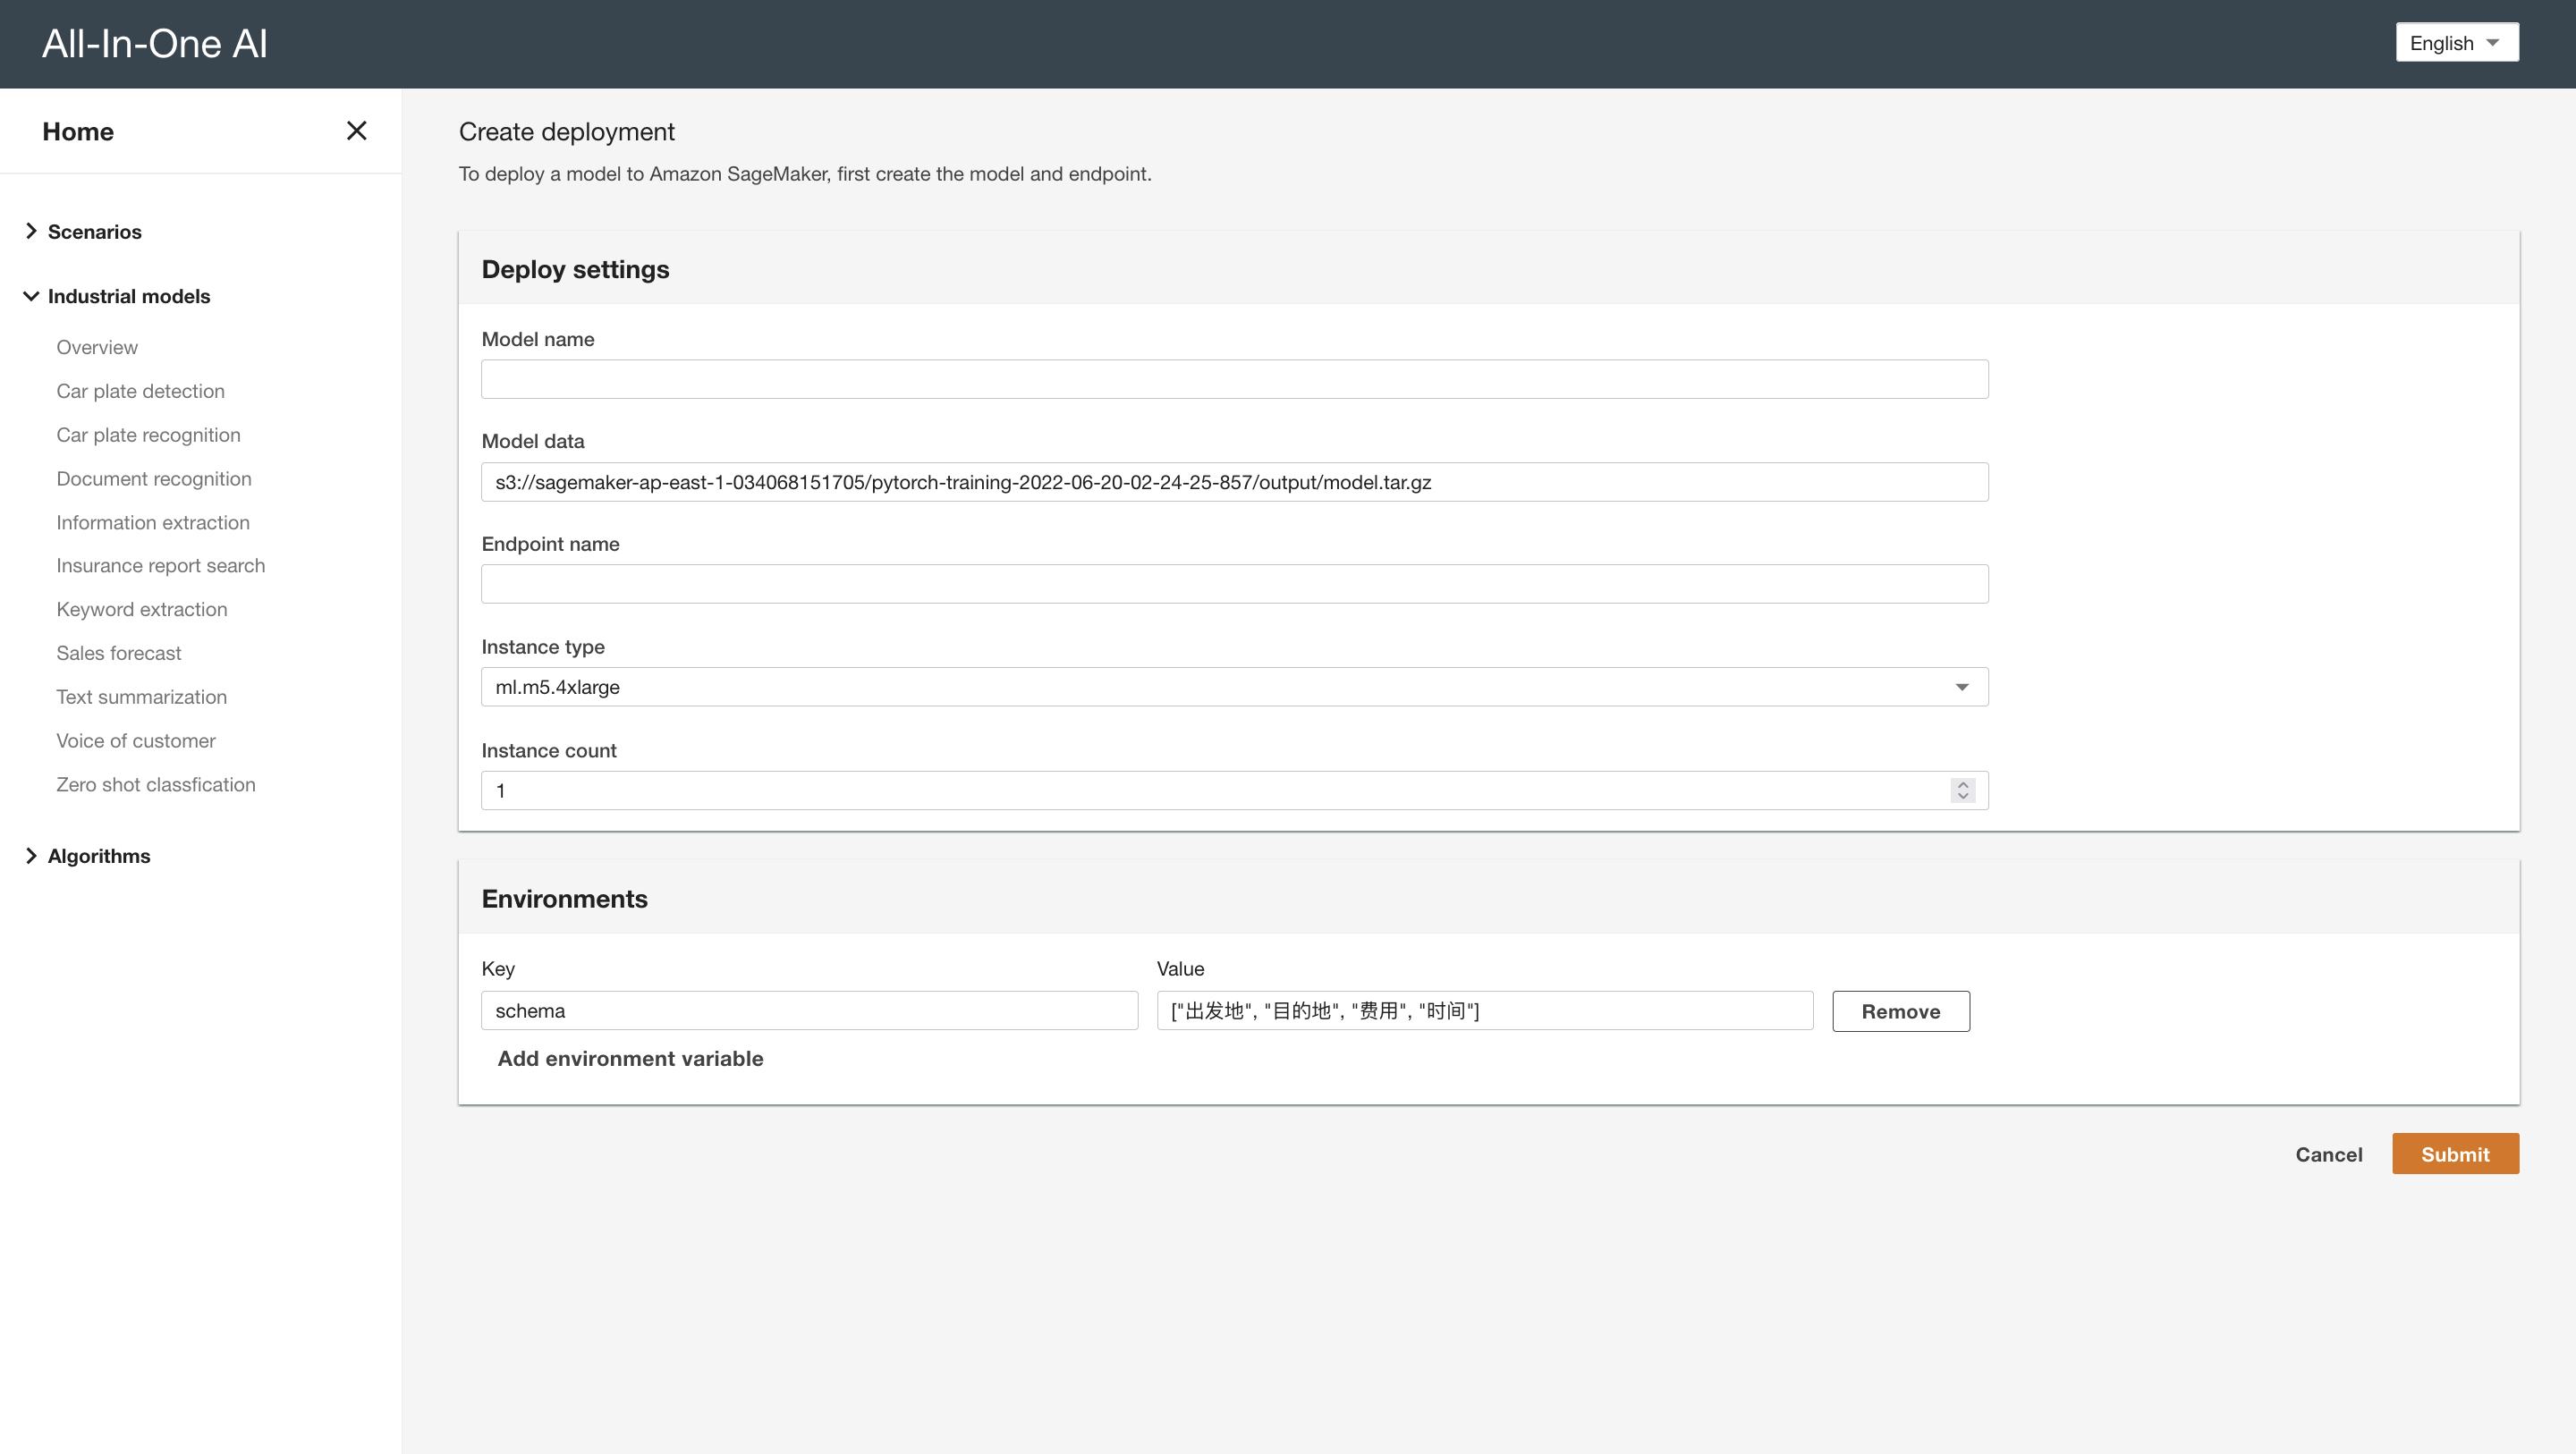 All-In-One AI
English
Home
Create deployment
To deploy a model to Amazon SageMaker, first create the model and endpoint.
Scenarios
Industrial models
Overview
Car plate detection
Car plate recognition
Document recognition
Information extraction
Insurance report search
Keyword extraction
Sales forecast
Text summarization
Voice of customer
Zero shot classfication
Algorithms
Deploy settings
Model name
Model data
s3://sagemaker-ap-east-1-034068151705/pytorch-training-2022-06-20-02-24-25-857/output/model.tar.gz
Endpoint name
Instance type
ml.m5.4xlarge
Instance count
1
Environments
Key
Value
schema
["出发地", "目的地", "费用", "时间"]
Remove
Add environment variable
Cancel
Submit